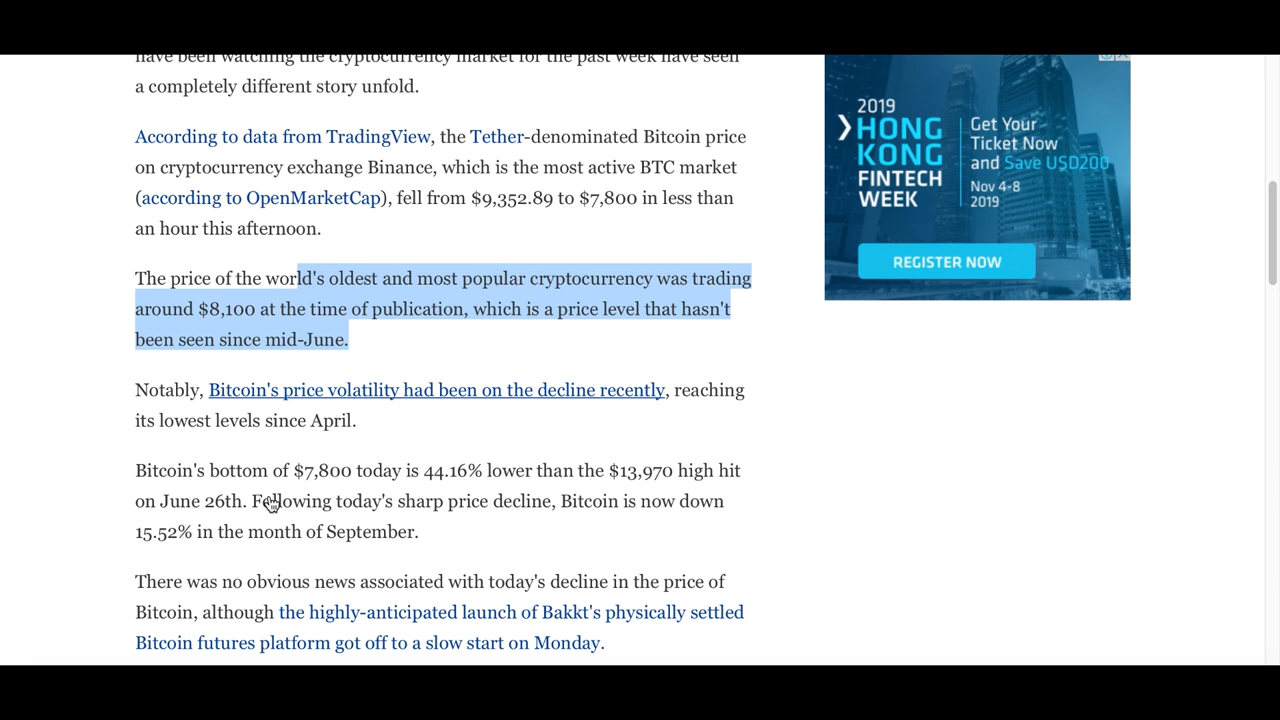 have been watching the cryptocurrency market for the past week have seen
a completely different story unfold.
According to data from TradingView, the Tether-denominated Bitcoin price
on cryptocurrency exchange Binance, which is the most active BTC market
(according to OpenMarketCap), fell from $9,352.89 to $7,800 in less than
an hour this afternoon.
The price of the world's oldest and most popular cryptocurrency was trading
around $8,100 at the time of publication, which is a price level that hasn't
been seen since mid-June.
Notably, Bitcoin's price volatility had been on the decline recently, reaching
its lowest levels since April.
Bitcoin's bottom of $7,800 today is 44.16% lower than the $13,970 high hit
on June 26th. Following today's sharp price decline, Bitcoin is now down
15.52% in the month of September.
There was no obvious news associated with today's decline in the price of
Bitcoin, although the highly-anticipated launch of Bakkt's physically settled
Bitcoin futures platform got off to a slow start on Monday.
2019
HONG
KONG
FINTECH
WEEK
Get Your
Ticket Now
and Save USD200
Nov 4-8
2019
REGISTER NOW